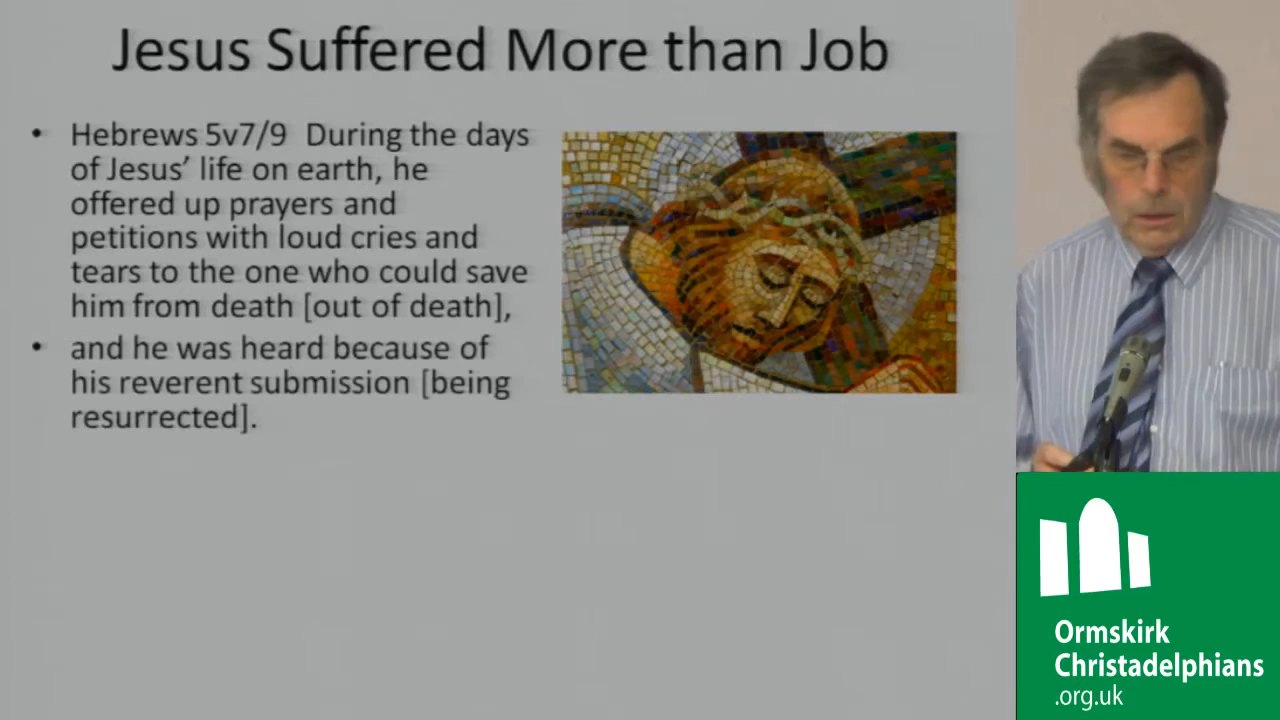 Jesus Suffered More than Job
• Hebrews 5v7/9 During the days
of Jesus’ life on earth, he
offered up prayers and
petitions with loud cries and
tears to the one who could save
him from death [out of death],
• and he was heard because of
his reverent submission [being
resurrected].
Ormskirk
Christadelphians
.org.uk